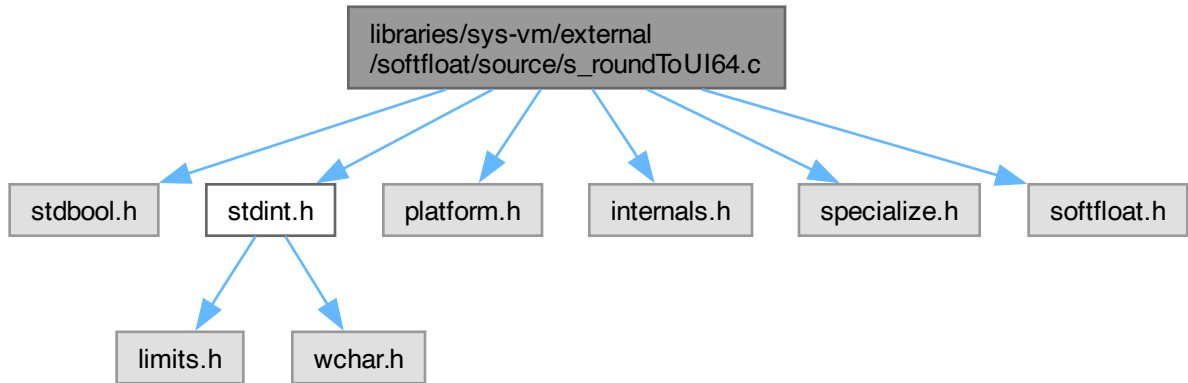 libraries/sys-vm/external
/softfloat/source/s_roundToUI64.c
stdbool.h
stdint.h
platform.h
internals.h
specialize.h
softfloat.h
limits.h
wchar.h